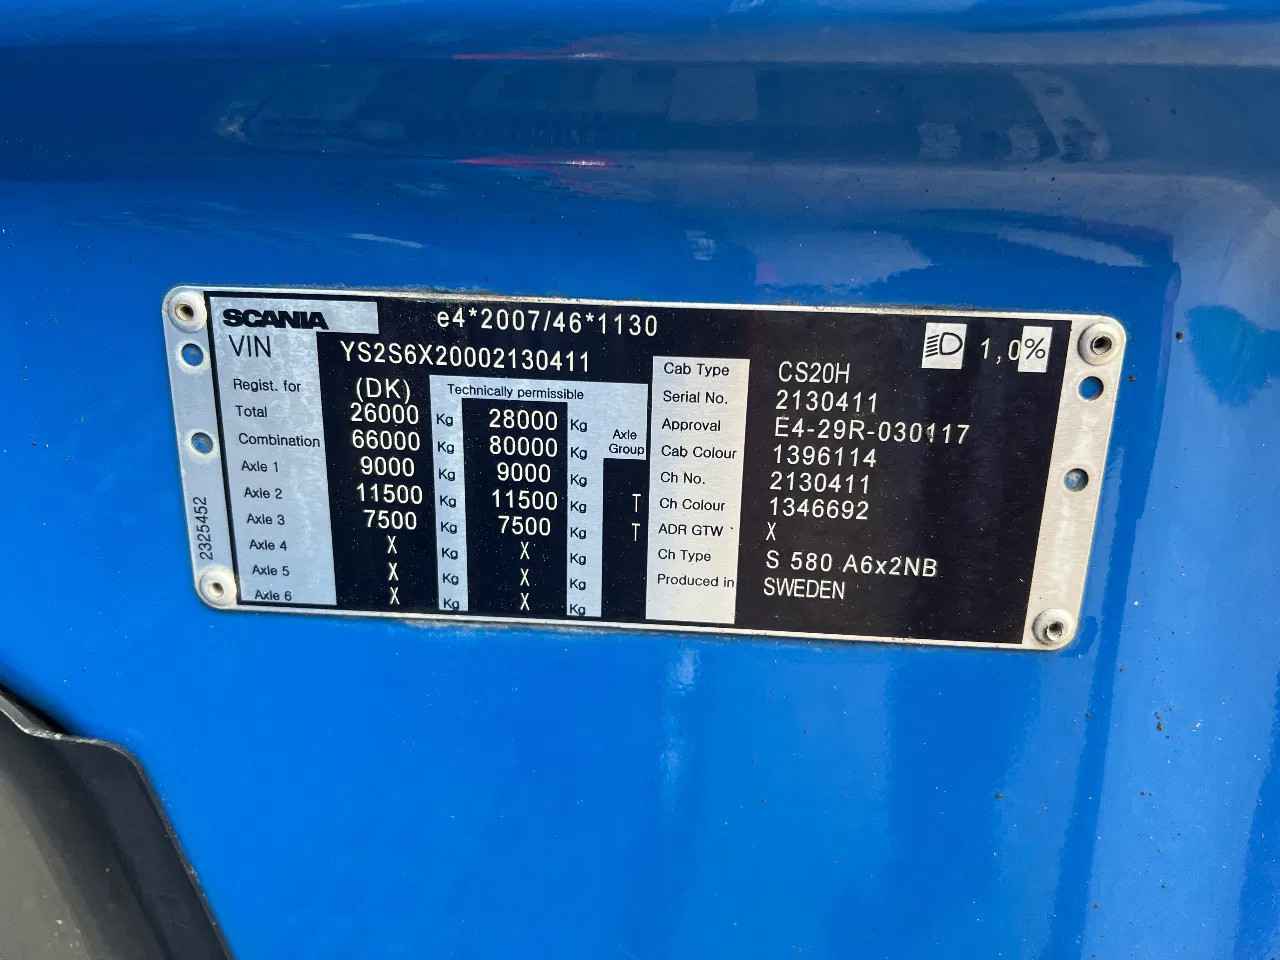 SCANIA e4*2007/46*1130 1,0%
VIN YS2S6X20002130411
Regist. for (DK) Technically permissible
Total 26000 Kg 28000 Kg Axle Group
Combination 66000 Kg 80000 Kg
Axle 1 9000 Kg 9000 Kg
Axle 2 11500 Kg 11500 Kg T
Axle 3 7500 Kg 7500 Kg T
Axle 4 X Kg X Kg
Axle 5 X Kg X Kg
Axle 6 X Kg X Kg
Cab Type CS20H
Serial No. 2130411
Approval E4-29R-030117
Cab Colour 1396114
Ch No. 2130411
Ch Colour 1346692
ADR GTW X
Ch Type S 580 A6x2NB
Produced in SWEDEN
2325452